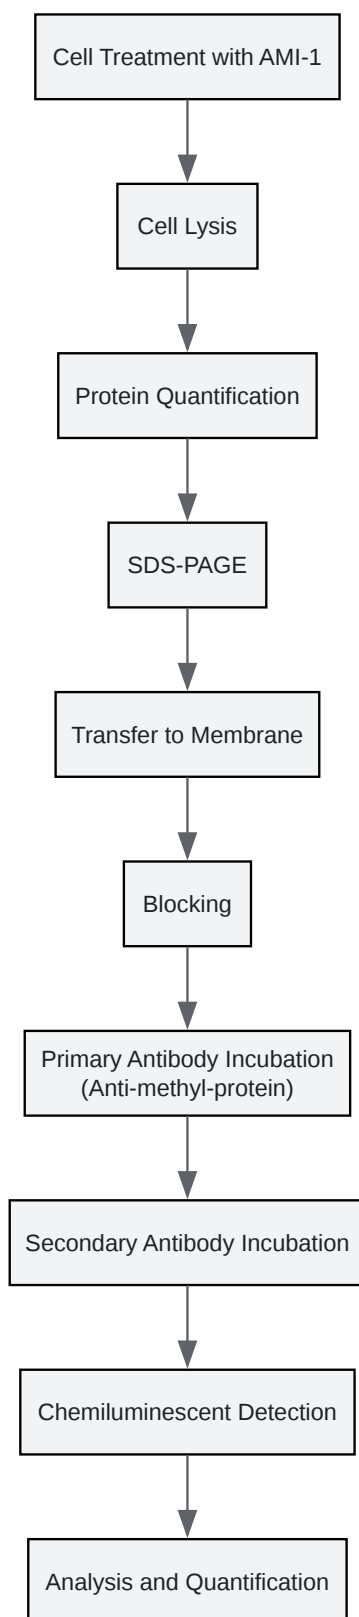 Cell Treatment with AMI-1
Cell Lysis
Protein Quantification
SDS-PAGE
Transfer to Membrane
Blocking
Primary Antibody Incubation
(Anti-methyl-protein)
Secondary Antibody Incubation
Chemiluminescent Detection
Analysis and Quantification